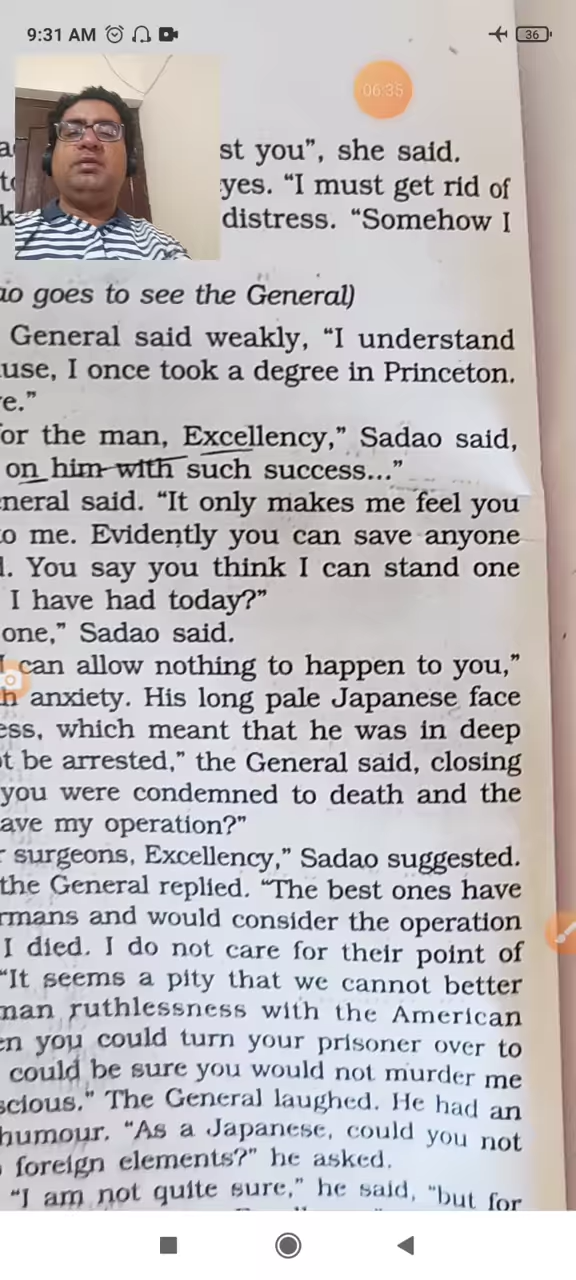 9:31 AM
36
06:35
st you”, she said.
yes. “I must get rid of
distress. “Somehow I
goes to see the General)
General said weakly, “I understand
use, I once took a degree in Princeton.
e.”
or the man, Excellency,” Sadao said,
on him with such success...”
neral said. “It only makes me feel you
o me. Evidently you can save anyone
. You say you think I can stand one
I have had today?”
one,” Sadao said.
I can allow nothing to happen to you,”
h anxiety. His long pale Japanese face
ess, which meant that he was in deep
t be arrested,” the General said, closing
you were condemned to death and the
ave my operation?”
surgeons, Excellency,” Sadao suggested.
the General replied. “The best ones have
rmans and would consider the operation
I died. I do not care for their point of
“It seems a pity that we cannot better
man ruthlessness with the American
en you could turn your prisoner over to
could be sure you would not murder me
scious.” The General laughed. He had an
humour. “As a Japanese, could you not
foreign elements?” he asked.
“I am not quite sure,” he said, “but for